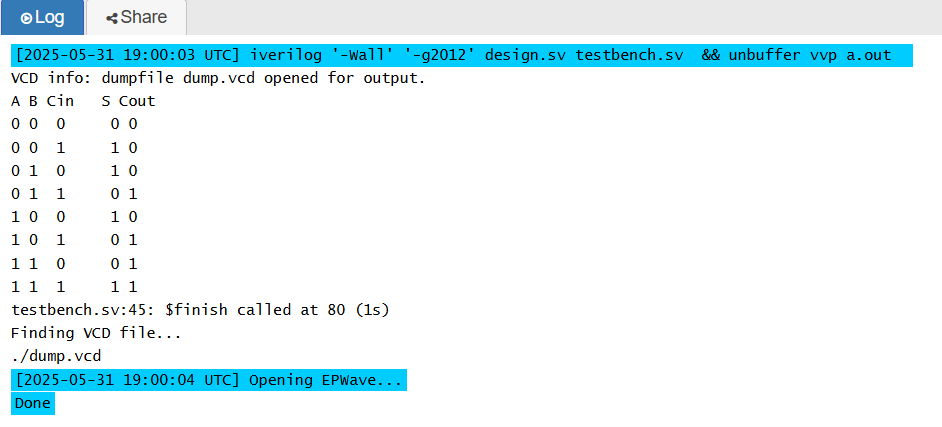 Log Share
[2025-05-31 19:00:03 UTC] iverilog '-Wall' '-g2012' design.sv testbench.sv  && unbuffer vvp a.out
VCD info: dumpfile dump.vcd opened for output.
A B Cin   S Cout
0 0  0     0 0
0 0  1     1 0
0 1  0     1 0
0 1  1     0 1
1 0  0     1 0
1 0  1     0 1
1 1  0     0 1
1 1  1     1 1
testbench.sv:45: $finish called at 80 (1s)
Finding VCD file...
./dump.vcd
[2025-05-31 19:00:04 UTC] Opening EPWave...
Done